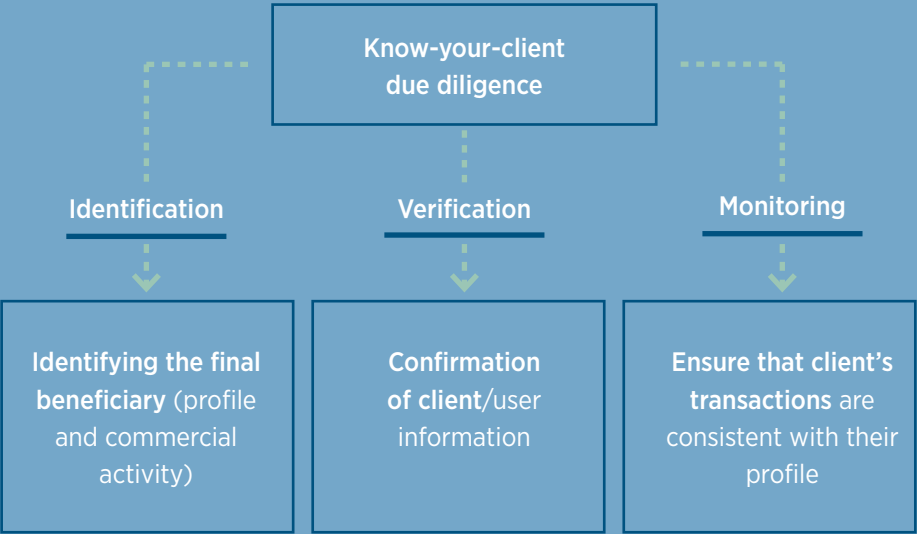 Know-your-client
due diligence
Identification
Verification
Monitoring
Identifying the final
beneficiary (profile
and commercial
activity)
Confirmation
of client/user
information
Ensure that client’s
transactions are
consistent with their
profile